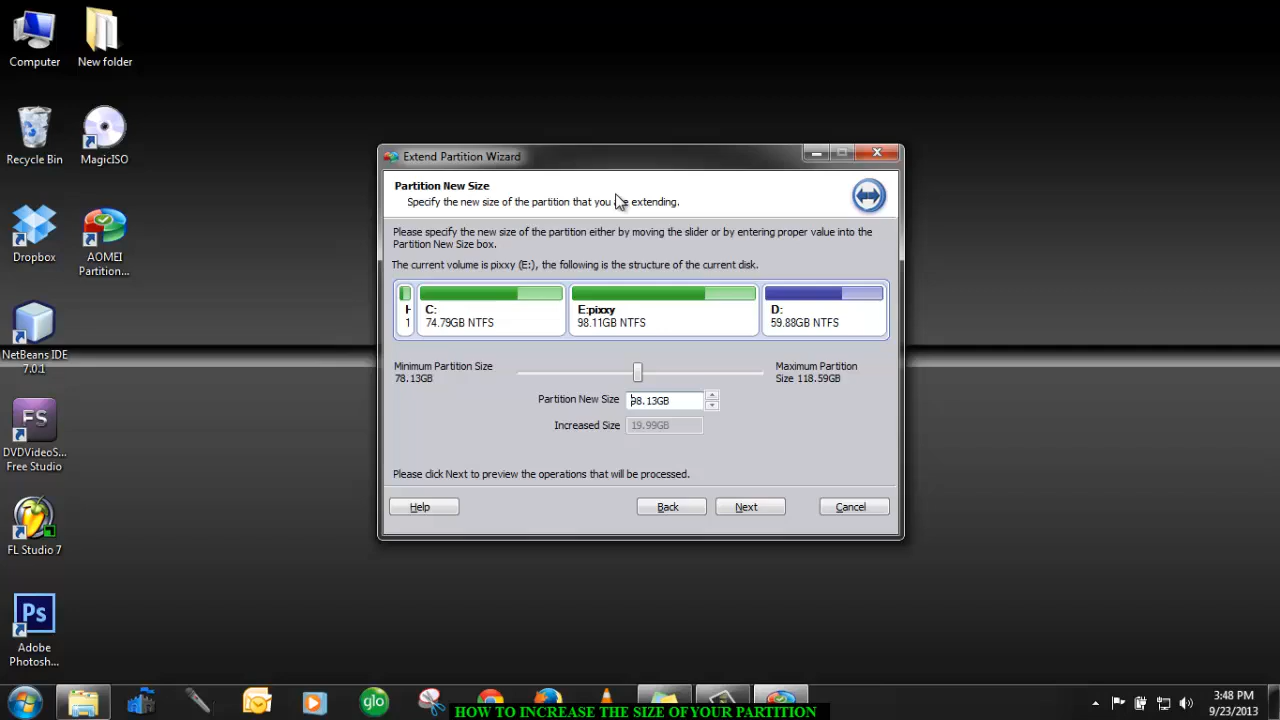 Computer
New folder
Recycle Bin
MagicISO
Dropbox
AOMEI
Partition...
NetBeans IDE
7.0.1
FS
DVDVideoS...
Free Studio
FL Studio 7
Ps
Adobe
Photosh...
Extend Partition Wizard
Partition New Size
Specify the new size of the partition that you are extending.
Please specify the new size of the partition either by moving the slider or by entering proper value into the
Partition New Size box.
The current volume is pixxy (E:), the following is the structure of the current disk.
H
1
C:
74.79GB NTFS
E:pixxy
98.11GB NTFS
D:
59.88GB NTFS
Minimum Partition Size
78.13GB
Maximum Partition
Size 118.59GB
Partition New Size 98.13GB
Increased Size 19.99GB
Please click Next to preview the operations that will be processed.
Help Back Next Cancel
glo
3:48 PM
9/23/2013
HOW TO INCREASE THE SIZE OF YOUR PARTITION